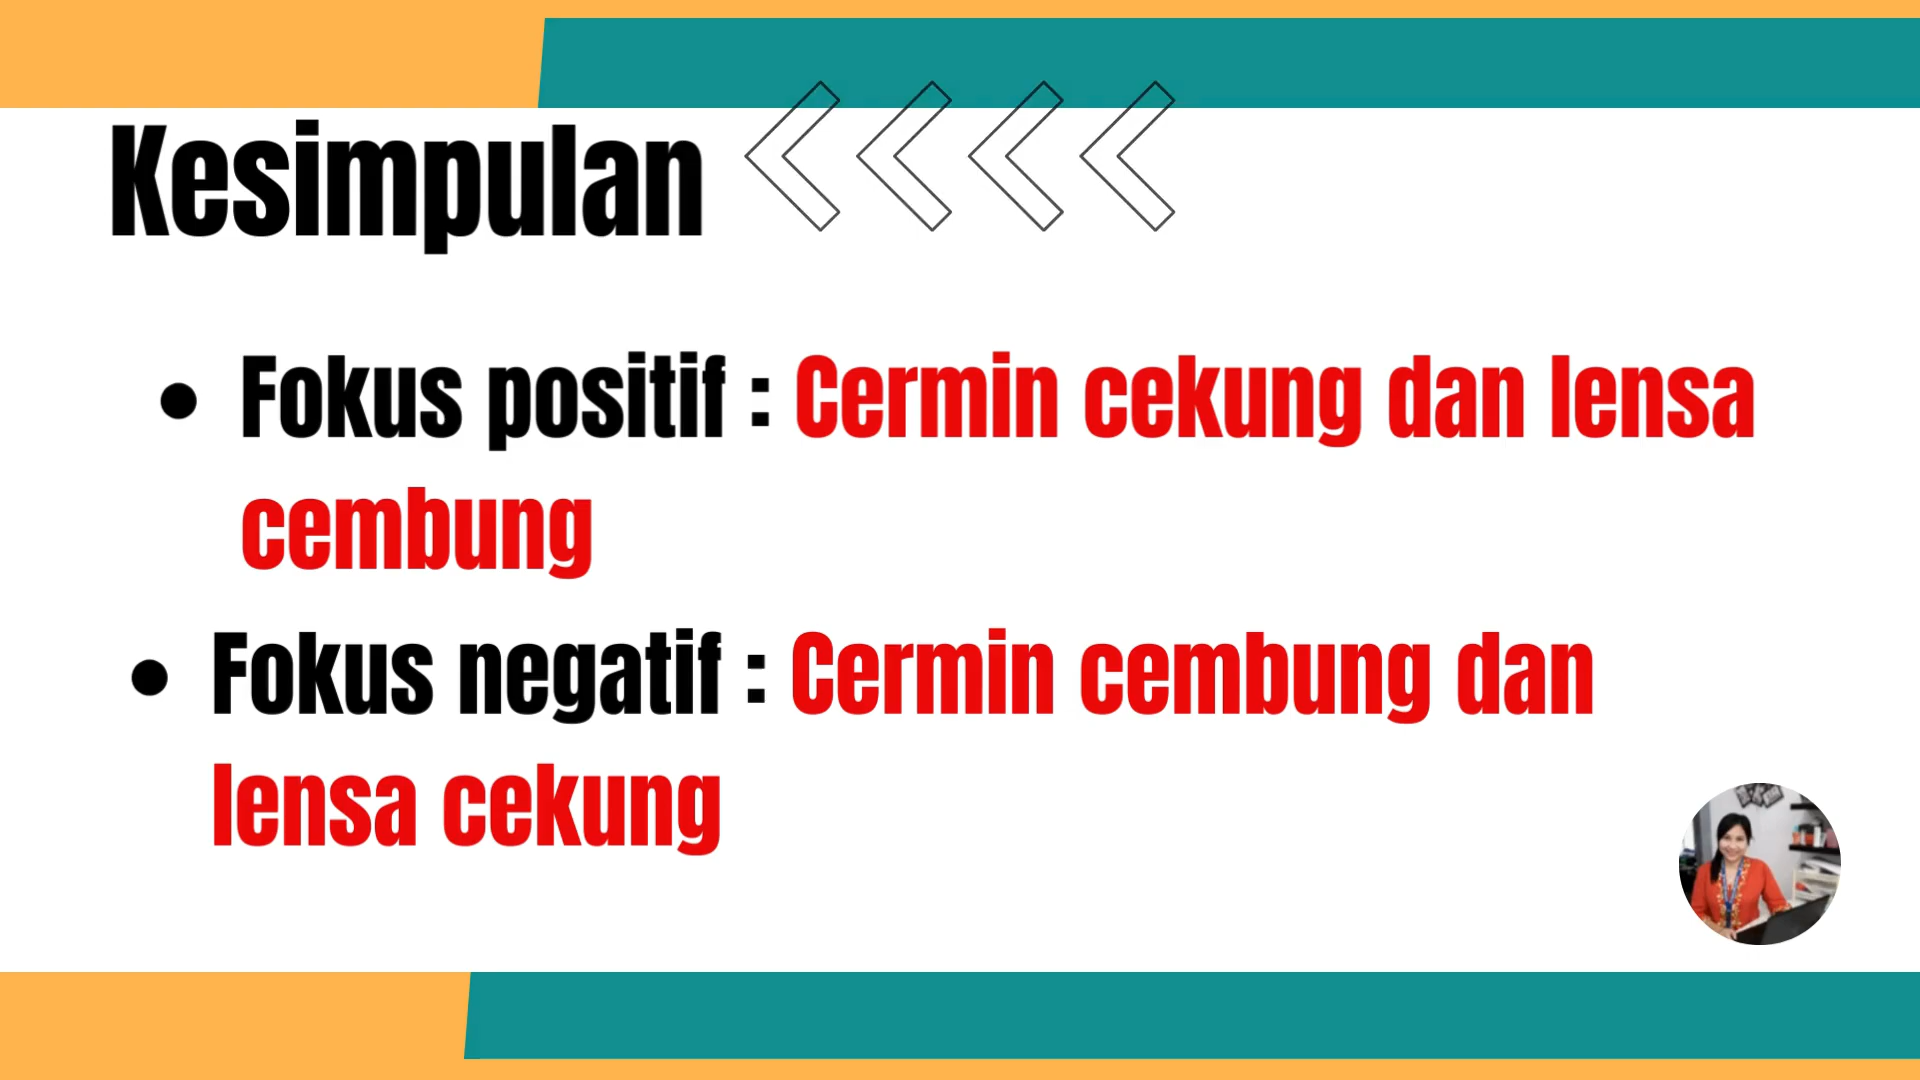 Kesimpulan
• Fokus positif : Cermin cekung dan lensa
cembung
• Fokus negatif : Cermin cembung dan
lensa cekung